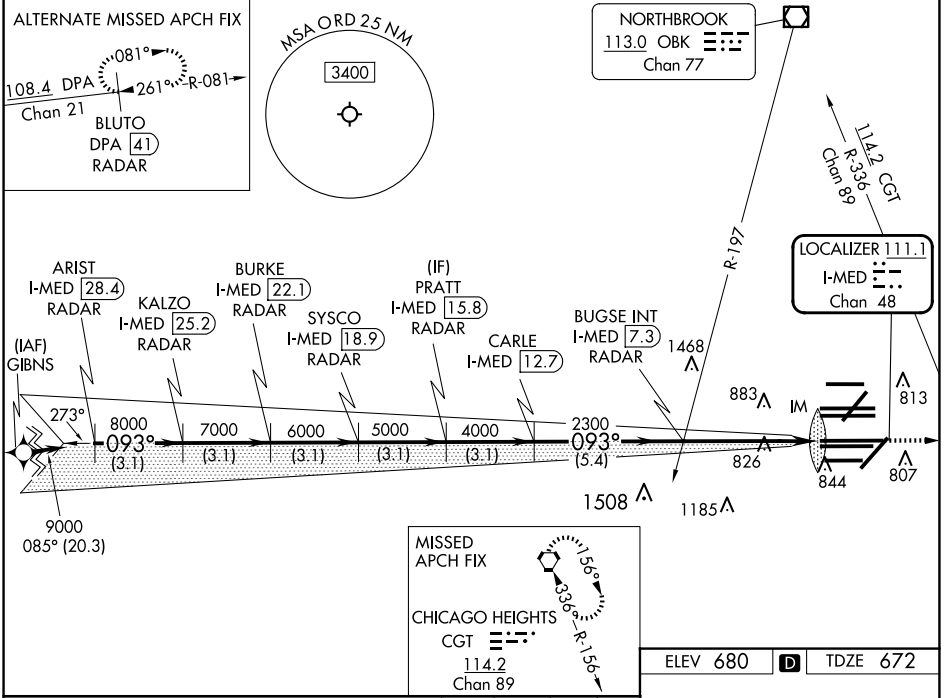 ALTERNATE MISSED APCH FIX
081°
108.4 DPA
261°
R-081
Chan 21
BLUTO
DPA 41
RADAR
MSA ORD 25 NM
3400
NORTHBROOK
113.0 OBK
Chan 77
114.2 CGT
R-336
Chan 89
R-197
LOCALIZER 111.1
I-MED
Chan 48
ARIST
I-MED 28.4
RADAR
KALZO
I-MED 25.2
RADAR
BURKE
I-MED 22.1
RADAR
SYSCO
I-MED 18.9
RADAR
(IF)
PRATT
I-MED 15.8
RADAR
CARLE
I-MED 12.7
BUGSE INT
I-MED 7.3
RADAR
1468
(IAF)
GIBNS
883
IM
813
273°
8000
093°
(3.1)
7000
(3.1)
6000
(3.1)
5000
(3.1)
4000
(3.1)
2300
093°
(5.4)
826
844
807
1508
1185
9000
085° (20.3)
MISSED
APCH FIX
156°
336°
R-156
CHICAGO HEIGHTS
CGT
114.2
Chan 89
ELEV 680 D TDZE 672